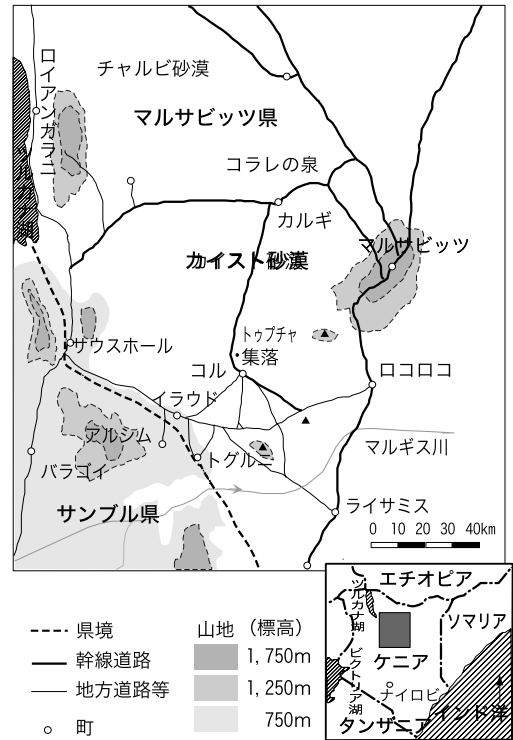 チャルビ砂漠
ロイアンガラニ
マルサビッツ県
コラレの泉
ツルカナ湖
カルギ
マルサビッツ
カイスト砂漠
トゥプチャ
集落
サウスホール
コル
ロコロコ
イラウド
アルシム
トグルニ
マルギス川
バラゴイ
サンブル県
ライサミス
0 10 20 30 40km
県境
幹線道路
地方道路等
町
山地 (標高)
1,750m
1,250m
750m
エチオピア
ツルカナ湖
ソマリア
ケニア
ビクトリア湖
ナイロビ
タンザニア
インド洋